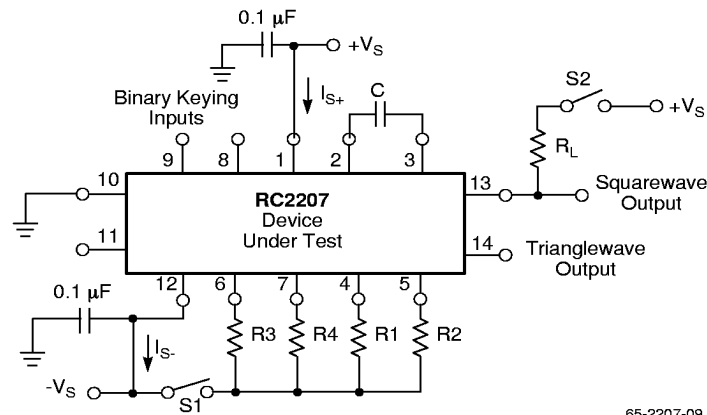 0.1 µF
+VS
IS+
C
S2
+VS
Binary Keying
Inputs
RL
9
8
1
2
3
10
13
RC2207
Device
Under Test
Squarewave
Output
11
14
Trianglewave
Output
12
6
7
4
5
0.1 µF
R3
R4
R1
R2
IS-
-VS
S1
65-2207-09